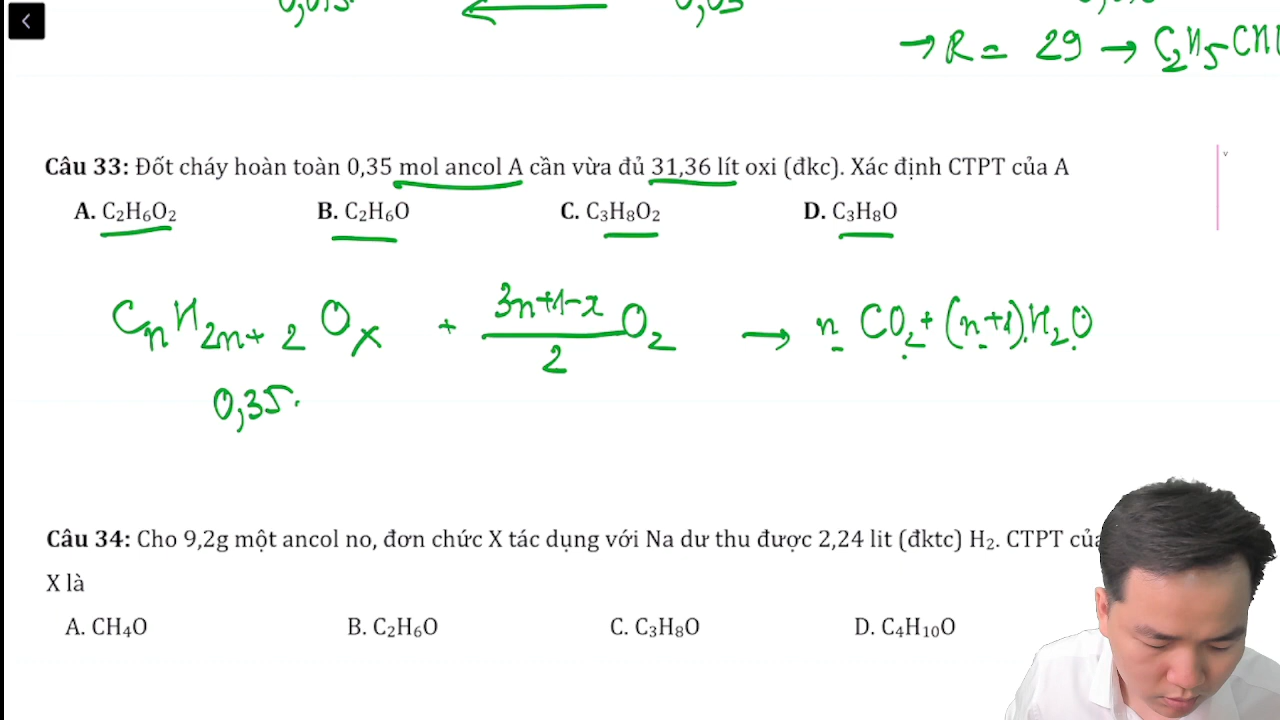 → R = 29 → C₂H₅
Câu 33: Đốt cháy hoàn toàn 0,35 mol ancol A cần vừa đủ 31,36 lít oxi (đkc). Xác định CTPT của A
A. C₂H₆O₂ B. C₂H₆O C. C₃H₈O₂ D. C₃H₈O
CₙH₂ₙ₊₂Oₓ + (3n+1-x)/2 O₂ → n CO₂ + (n+1) H₂O
0,35
Câu 34: Cho 9,2g một ancol no, đơn chức X tác dụng với Na dư thu được 2,24 lit (đktc) H₂. CTPT
X là
A. CH₄O B. C₂H₆O C. C₃H₈O D. C₄H₁₀O